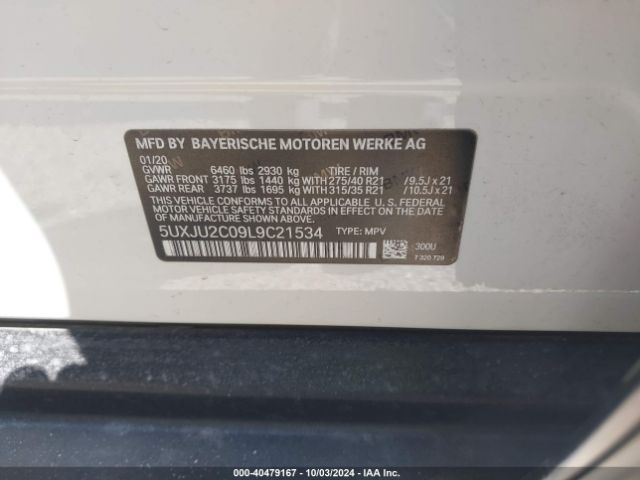 MFD BY BAYERISCHE MOTOREN WERKE AG
01/20
GVWR 6460 lbs 2930 kg TIRE / RIM
GAWR FRONT 3175 lbs 1440 kg WITH 275/40 R21 /9.5J x 21
GAWR REAR 3737 lbs 1695 kg WITH 315/35 R21 /10.5J x 21
THIS VEHICLE CONFORMS TO ALL APPLICABLE U.S. FEDERAL
MOTOR VEHICLE SAFETY STANDARDS IN EFFECT
ON THE DATE OF MANUFACTURE SHOWN ABOVE.
5UXJU2C09L9C21534 TYPE: MPV
300U
7 320 729
000-40479167 - 10/03/2024 - IAA Inc.